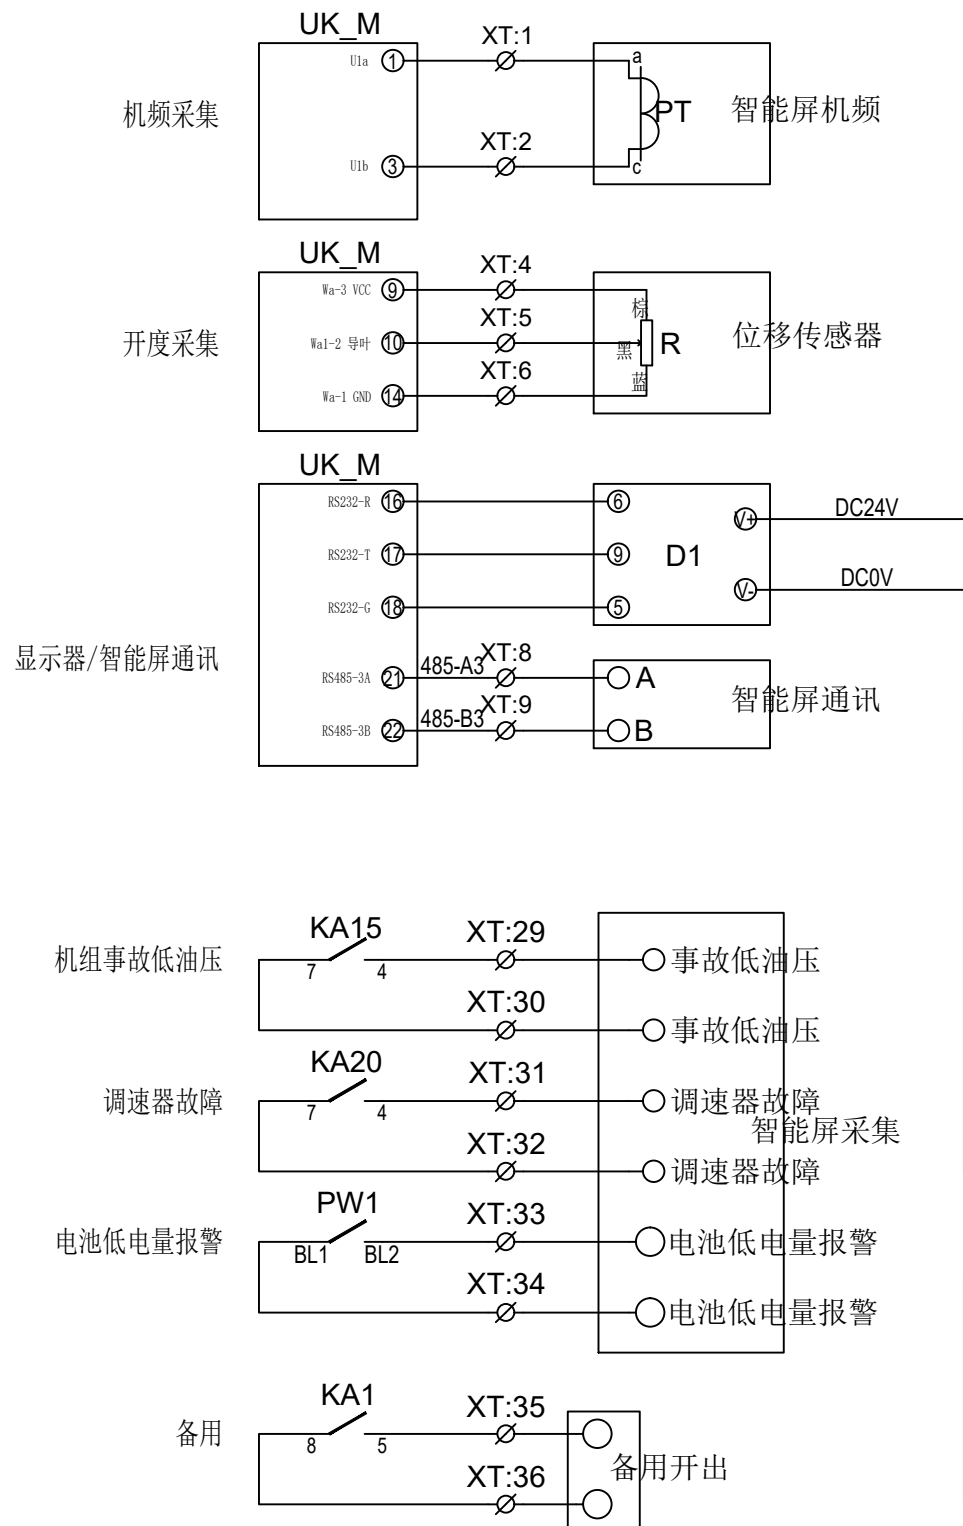 UK_M
XT:1
U1a
1
a
机频采集
PT
智能屏机频
XT:2
U1b
3
c
UK_M
XT:4
Wa-3 VCC
9
棕
XT:5
开度采集
Wa1-2 导叶
10
黑
R
位移传感器
XT:6
Wa-1 GND
14
蓝
UK_M
RS232-R
16
6
V+
DC24V
RS232-T
17
9
D1
V-
DC0V
RS232-G
18
5
显示器/智能屏通讯
RS485-3A
21
485-A3
XT:8
A
智能屏通讯
RS485-3B
22
485-B3
XT:9
B
KA15
XT:29
机组事故低油压
7
4
事故低油压
XT:30
事故低油压
KA20
XT:31
调速器故障
7
4
调速器故障
智能屏采集
XT:32
调速器故障
PW1
XT:33
电池低电量报警
BL1
BL2
电池低电量报警
XT:34
电池低电量报警
KA1
XT:35
备用
8
5
备用开出
XT:36